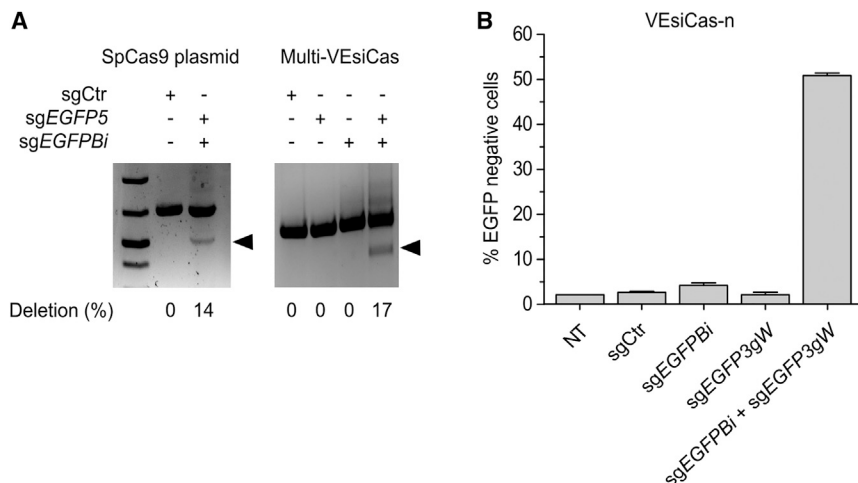 A
SpCas9 plasmid Multi-VEsiCas
sgCtr + - + - - -
sgEGFP5 - + - + - +
sgEGFPBi - + - - + +
Deletion (%) 0 14 0 0 0 17
B
VEsiCas-n
% EGFP negative cells
60
50
40
30
20
10
0
NT
sgCtr
sgEGFPBi
sgEGFP3gW
sgEGFPBi + sgEGFP3gW